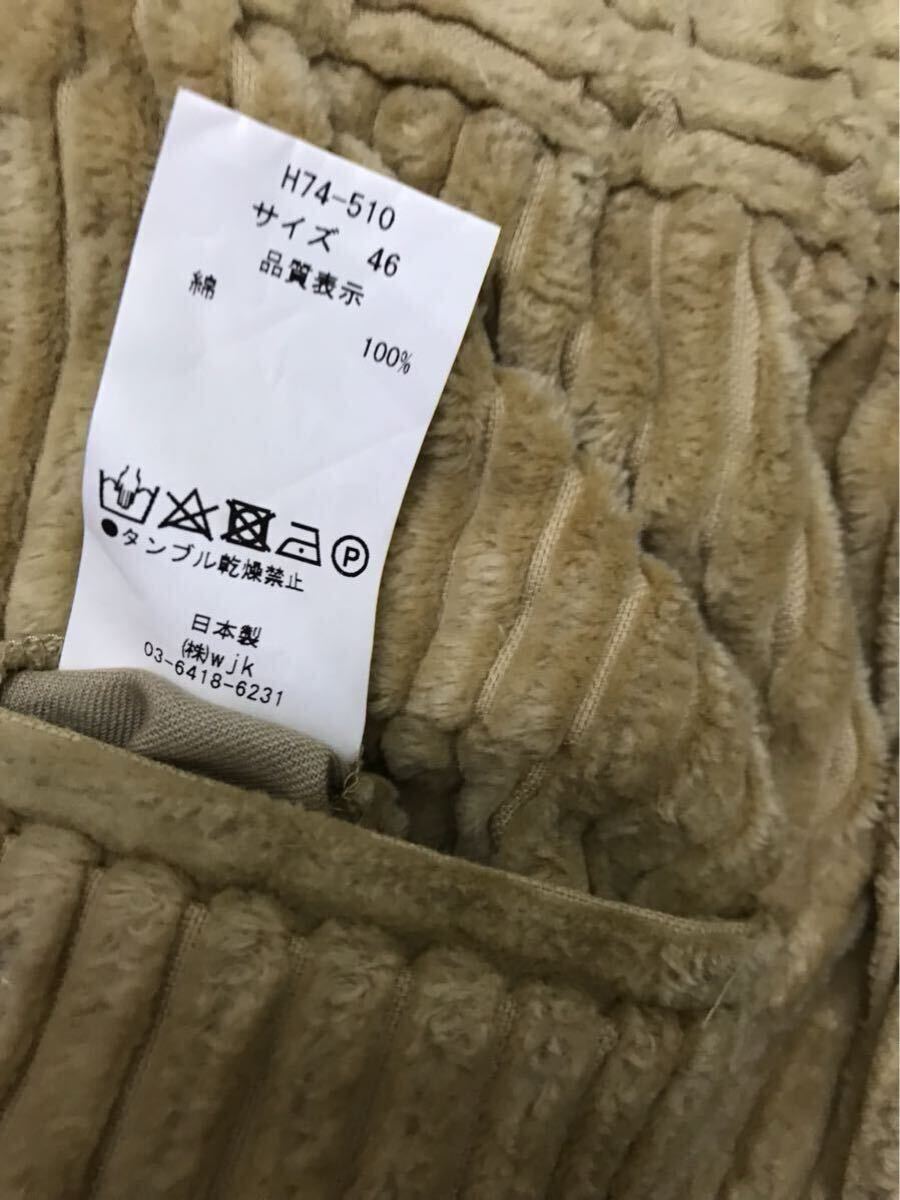 H74-510
サイズ 46
品質表示
綿 100%
P
●タンブル乾燥禁止
日本製
㈱wjk
03-6418-6231